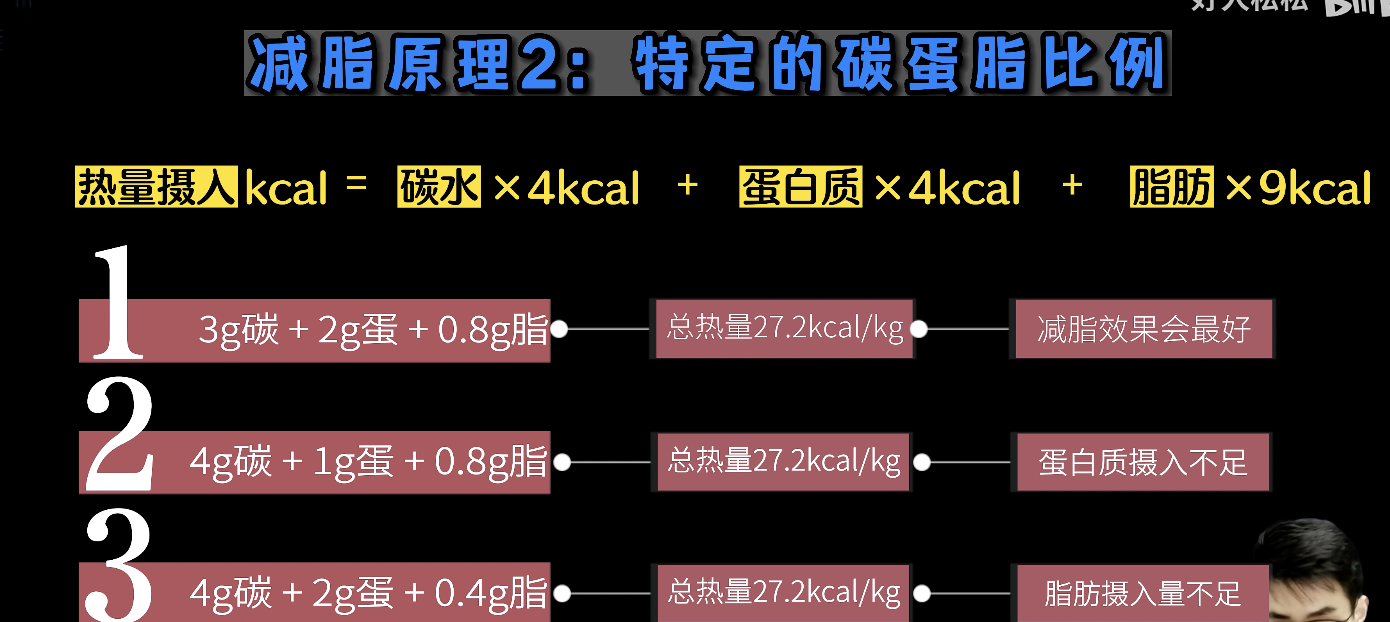 减脂原理2：特定的碳蛋脂比例
热量摄入kcal = 碳水×4kcal + 蛋白质×4kcal + 脂肪×9kcal
1 3g碳 + 2g蛋 + 0.8g脂 总热量27.2kcal/kg 减脂效果会最好
2 4g碳 + 1g蛋 + 0.8g脂 总热量27.2kcal/kg 蛋白质摄入不足
3 4g碳 + 2g蛋 + 0.4g脂 总热量27.2kcal/kg 脂肪摄入量不足